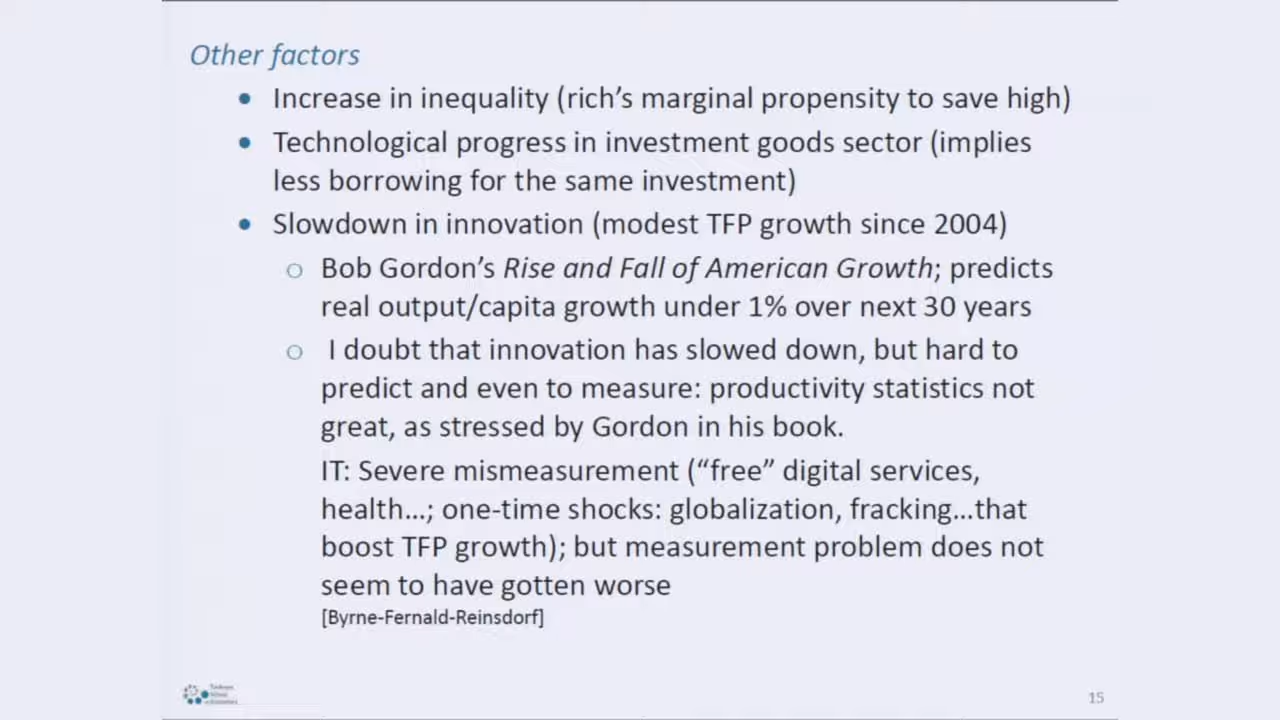 Other factors
• Increase in inequality (rich's marginal propensity to save high)
• Technological progress in investment goods sector (implies
less borrowing for the same investment)
• Slowdown in innovation (modest TFP growth since 2004)
o Bob Gordon's Rise and Fall of American Growth; predicts
real output/capita growth under 1% over next 30 years
o I doubt that innovation has slowed down, but hard to
predict and even to measure: productivity statistics not
great, as stressed by Gordon in his book.
IT: Severe mismeasurement (“free” digital services,
health...; one-time shocks: globalization, fracking...that
boost TFP growth); but measurement problem does not
seem to have gotten worse
[Byrne-Fernald-Reinsdorf]
15